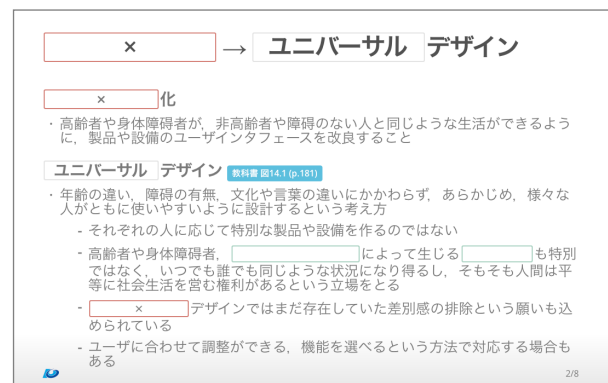 × → ユニバーサル デザイン
× 化
・高齢者や身体障碍者が，非高齢者や障碍のない人と同じような生活ができるよう
に，製品や設備のユーザインタフェースを改良すること
ユニバーサル デザイン 教科書 図14.1 (p.181)
・年齢の違い，障碍の有無，文化や言葉の違いにかかわらず，あらかじめ，様々な
人がともに使いやすいように設計するという考え方
- それぞれの人に応じて特別な製品や設備を作るのではない
- 高齢者や身体障碍者， によって生じる も特別
ではなく，いつでも誰でも同じような状況になり得るし，そもそも人間は平
等に社会生活を営む権利があるという立場をとる
- × デザインではまだ存在していた差別感の排除という願いも込
められている
- ユーザに合わせて調整ができる，機能を選べるという方法で対応する場合も
ある
2/8